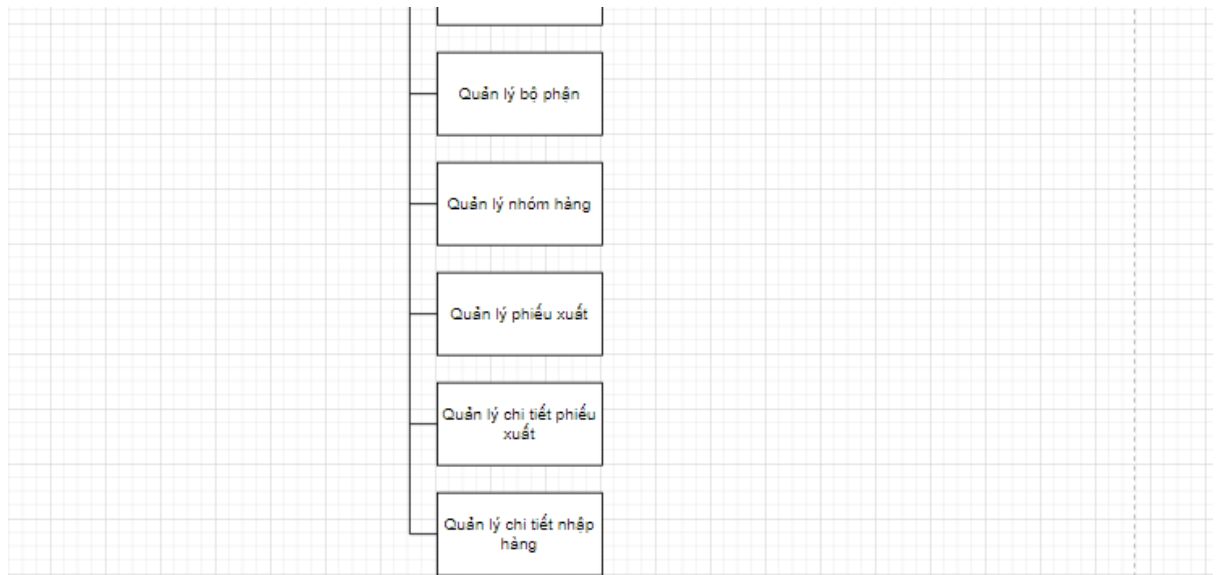 Quản lý bộ phận
Quản lý nhóm hàng
Quản lý phiếu xuất
Quản lý chi tiết phiếu
xuất
Quản lý chi tiết nhập
hàng